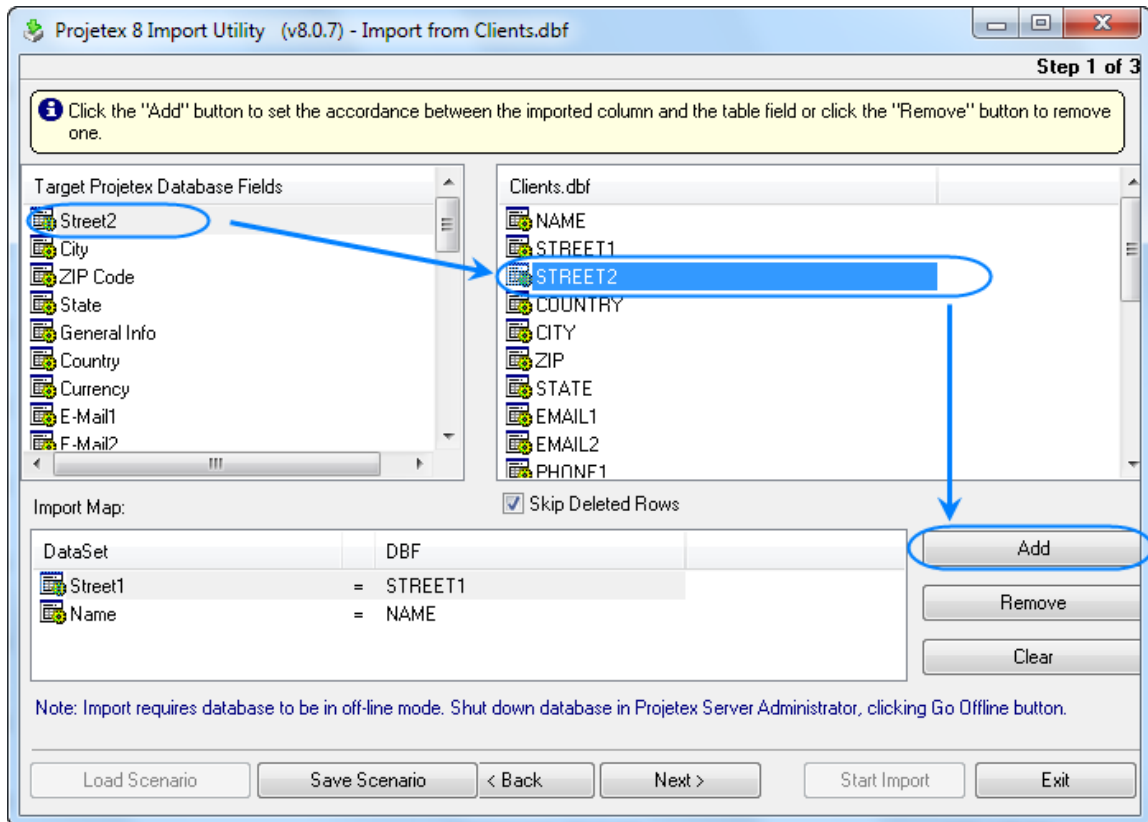 Projetex 8 Import Utility (v8.0.7) - Import from Clients.dbf
Step 1 of 3
Click the "Add" button to set the accordance between the imported column and the table field or click the "Remove" button to remove
one.
Target Projetex Database Fields
Street2
City
ZIP Code
State
General Info
Country
Currency
E-Mail1
E-Mail2
Clients.dbf
NAME
STREET1
STREET2
COUNTRY
CITY
ZIP
STATE
EMAIL1
EMAIL2
PHONE1
Import Map:
Skip Deleted Rows
DataSet DBF
Street1 = STREET1
Name = NAME
Add
Remove
Clear
Note: Import requires database to be in off-line mode. Shut down database in Projetex Server Administrator, clicking Go Offline button.
Load Scenario Save Scenario < Back Next > Start Import Exit